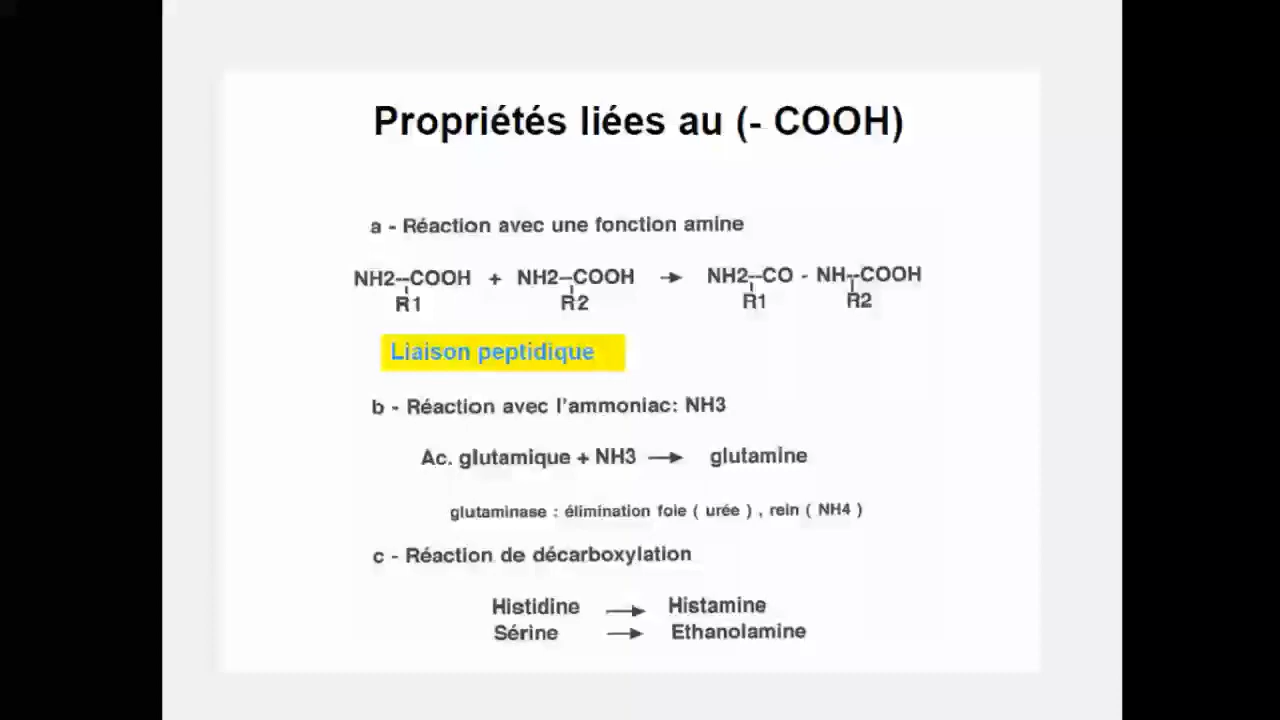 Propriétés liées au (- COOH)
a - Réaction avec une fonction amine
NH2--COOH + NH2--COOH → NH2--CO - NH--COOH
R1 R2 R1 R2
Liaison peptidique
b - Réaction avec l'ammoniac: NH3
Ac. glutamique + NH3 → glutamine
glutaminase : élimination foie ( urée ) , rein ( NH4 )
c - Réaction de décarboxylation
Histidine → Histamine
Sérine → Ethanolamine